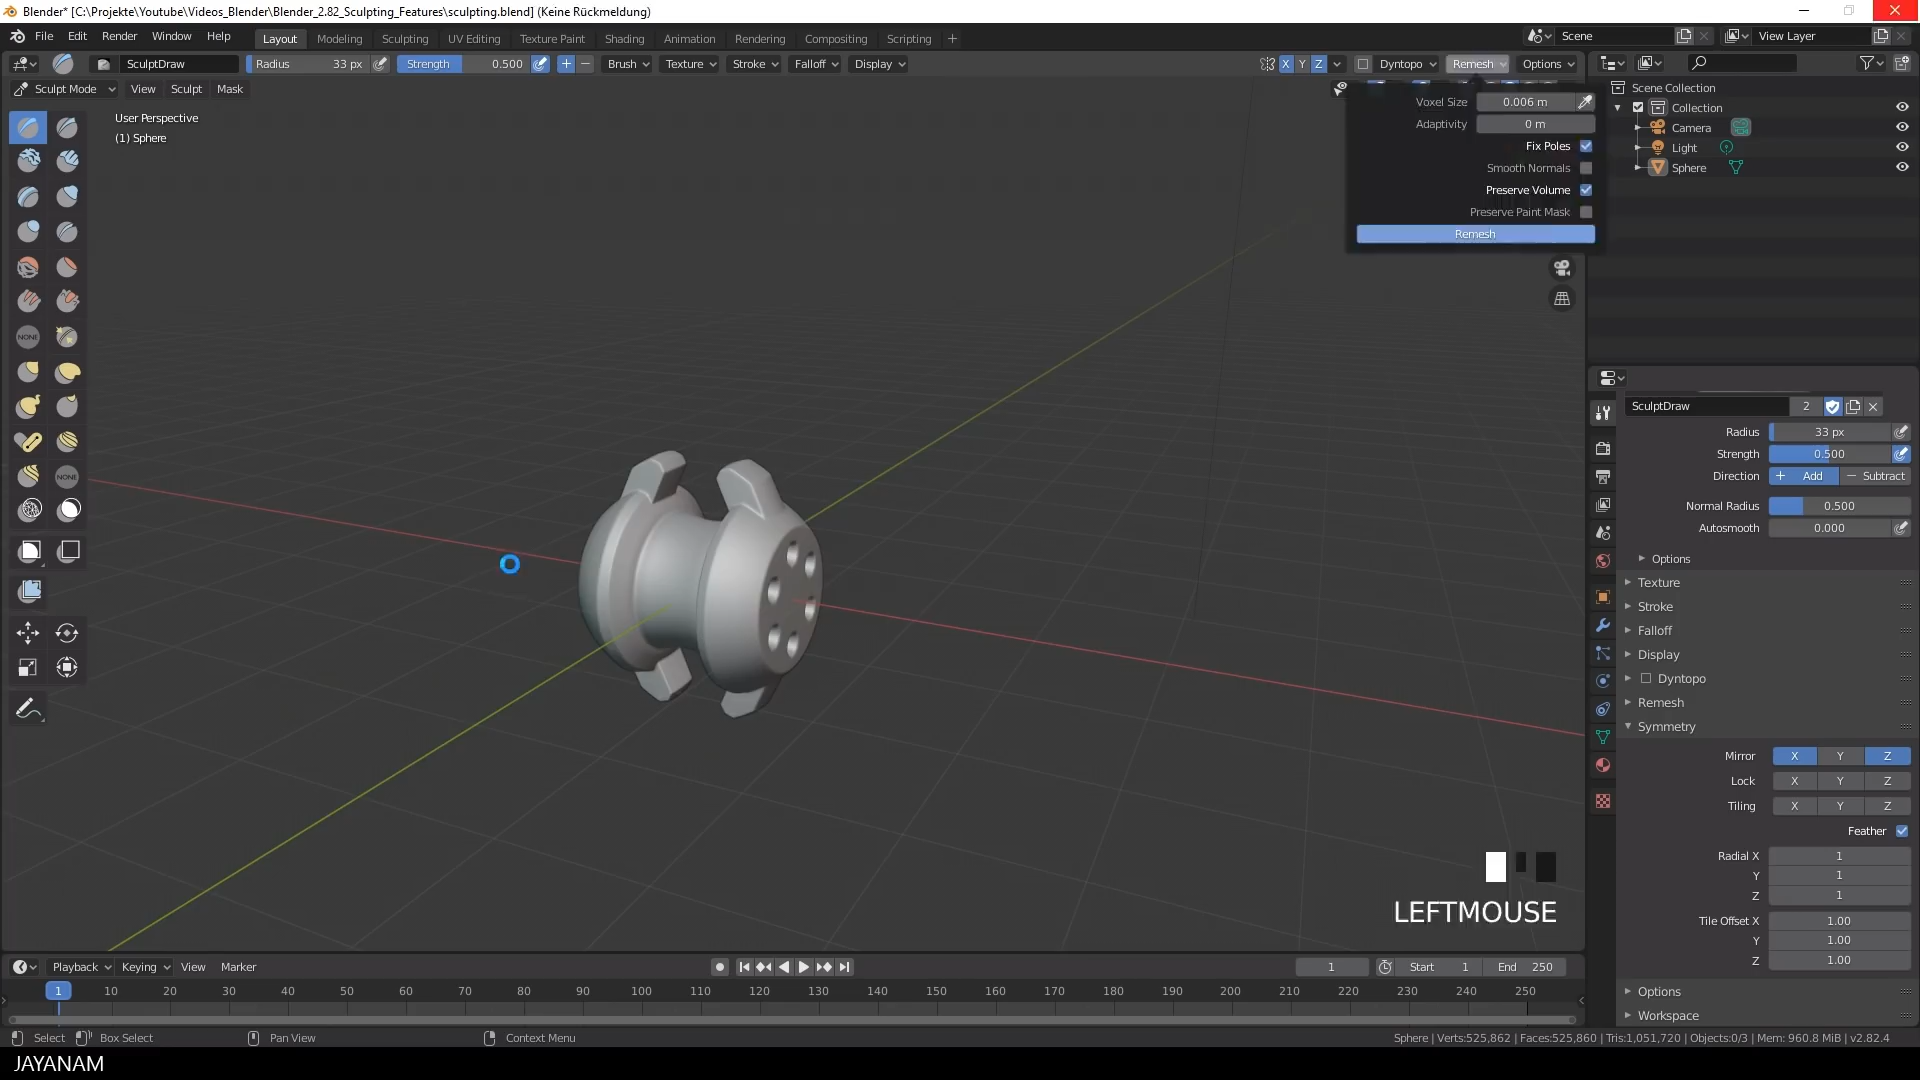 Blender* [C:\Projekte\Youtube\Videos_Blender\Blender_2.82_Sculpting_Features\sculpting.blend] (Keine Rückmeldung)
File Edit Render Window Help Layout Modeling Sculpting UV Editing Texture Paint Shading Animation Rendering Compositing Scripting + Scene View Layer
SculptDraw Radius 33 px Strength 0.500 + − Brush Texture Stroke Falloff Display X Y Z Dyntopo Remesh Options
Sculpt Mode View Sculpt Mask
User Perspective
(1) Sphere
Voxel Size 0.006 m
Adaptivity 0 m
Fix Poles
Smooth Normals
Preserve Volume
Preserve Paint Mask
Remesh
Scene Collection
Collection
Camera
Light
Sphere
NONE
NONE
SculptDraw 2
Radius 33 px
Strength 0.500
Direction + Add − Subtract
Normal Radius 0.500
Autosmooth 0.000
Options
Texture
Stroke
Falloff
Display
Dyntopo
Remesh
Symmetry
Mirror X Y Z
Lock X Y Z
Tiling X Y Z
Feather
Radial X 1
Y 1
Z 1
Tile Offset X 1.00
Y 1.00
Z 1.00
Options
Workspace
LEFTMOUSE
Playback Keying View Marker 1 Start 1 End 250
1 10 20 30 40 50 60 70 80 90 100 110 120 130 140 150 160 170 180 190 200 210 220 230 240 250
Select Box Select Pan View Context Menu Sphere | Verts:525,862 | Faces:525,860 | Tris:1,051,720 | Objects:0/3 | Mem: 960.8 MiB | v2.82.4
JAYANAM